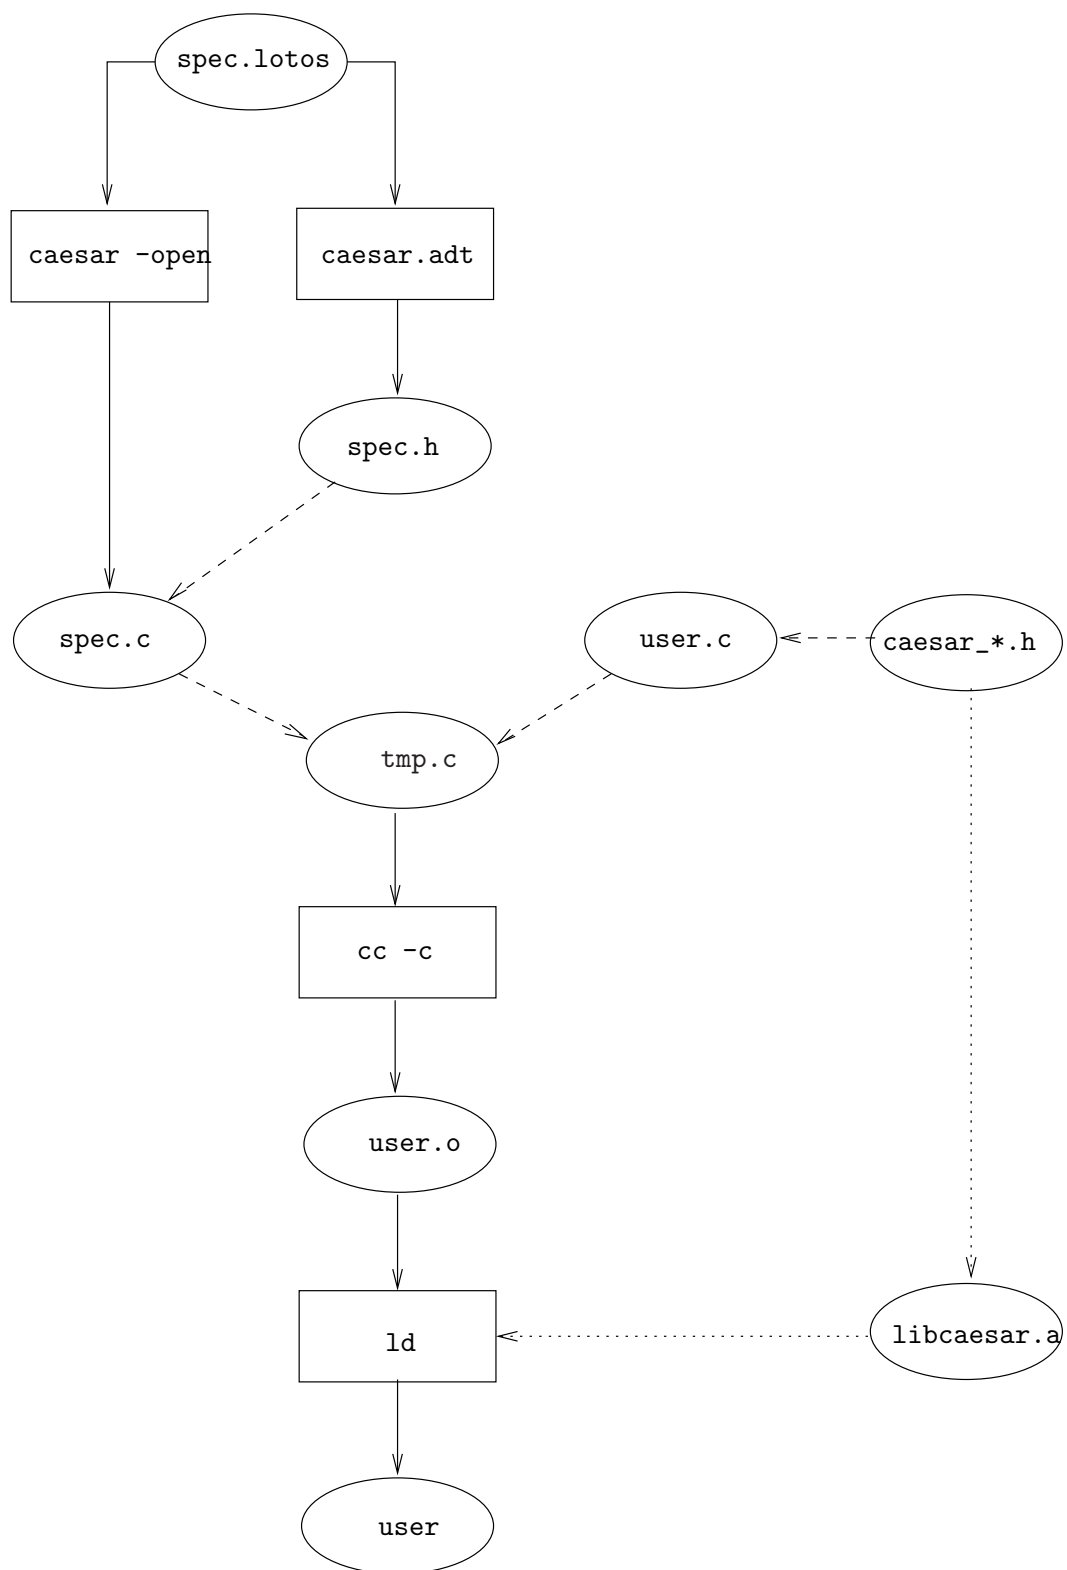 spec.lotos
caesar -open
caesar.adt
spec.h
spec.c
user.c
caesar_*.h
tmp.c
cc -c
user.o
ld
libcaesar.a
user